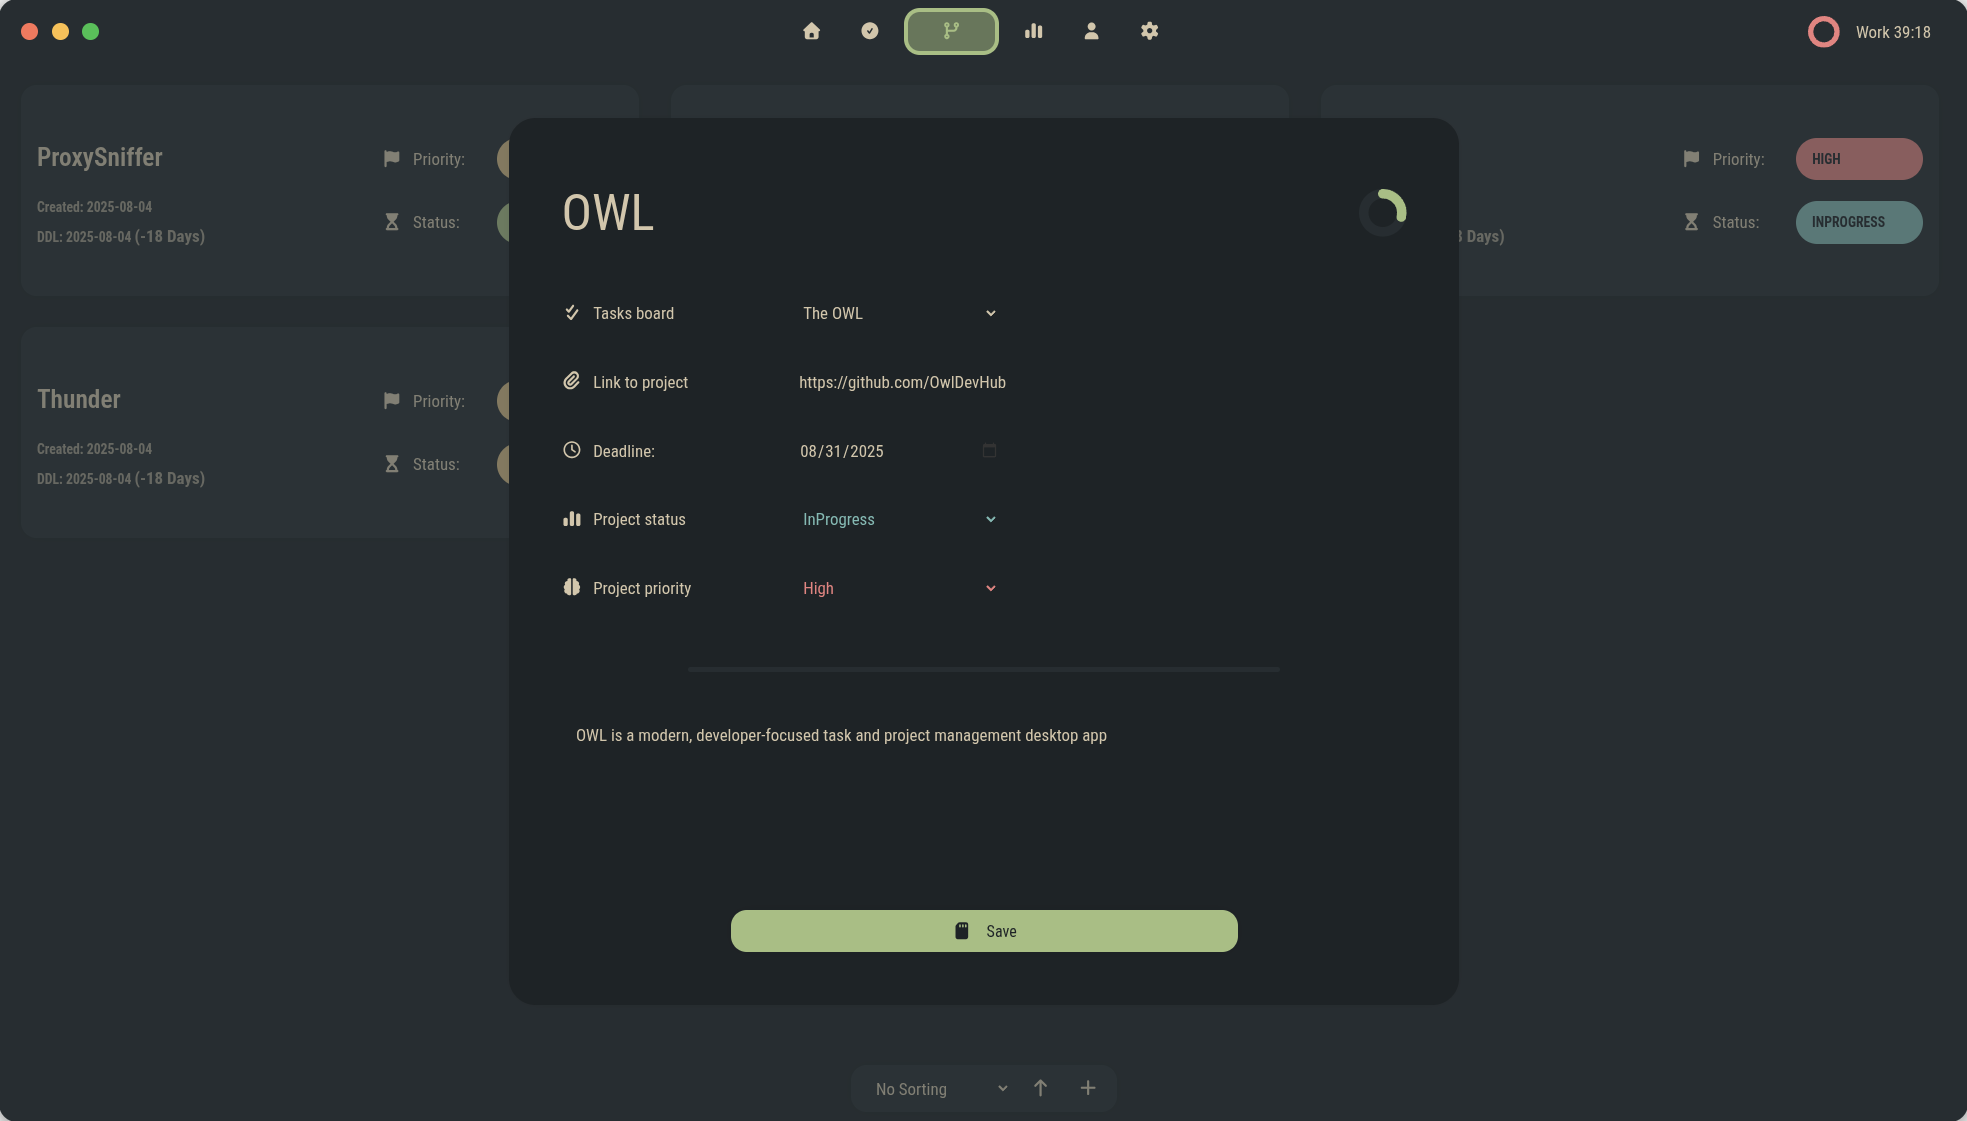 Work 39:18
ProxySniffer
Priority:
Created: 2025-08-04
Status:
DDL: 2025-08-04 (-18 Days)
Priority:
HIGH
Status:
INPROGRESS
Days)
Thunder
Priority:
Created: 2025-08-04
Status:
DDL: 2025-08-04 (-18 Days)
OWL
Tasks board
The OWL
Link to project
https://github.com/OwlDevHub
Deadline:
08/31/2025
Project status
InProgress
Project priority
High
OWL is a modern, developer-focused task and project management desktop app
Save
No Sorting